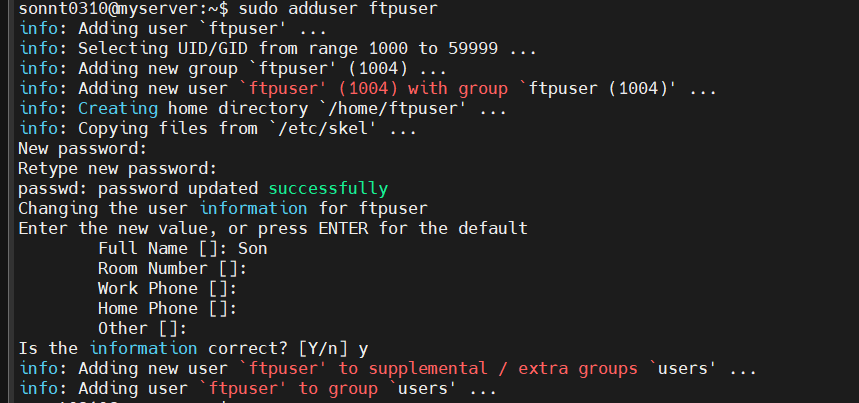 sonnt0310@myserver:~$ sudo adduser ftpuser
info: Adding user `ftpuser' ...
info: Selecting UID/GID from range 1000 to 59999 ...
info: Adding new group `ftpuser' (1004) ...
info: Adding new user `ftpuser' (1004) with group `ftpuser (1004)' ...
info: Creating home directory `/home/ftpuser' ...
info: Copying files from `/etc/skel' ...
New password:
Retype new password:
passwd: password updated successfully
Changing the user information for ftpuser
Enter the new value, or press ENTER for the default
Full Name []: Son
Room Number []:
Work Phone []:
Home Phone []:
Other []:
Is the information correct? [Y/n] y
info: Adding new user `ftpuser' to supplemental / extra groups `users' ...
info: Adding user `ftpuser' to group `users' ...